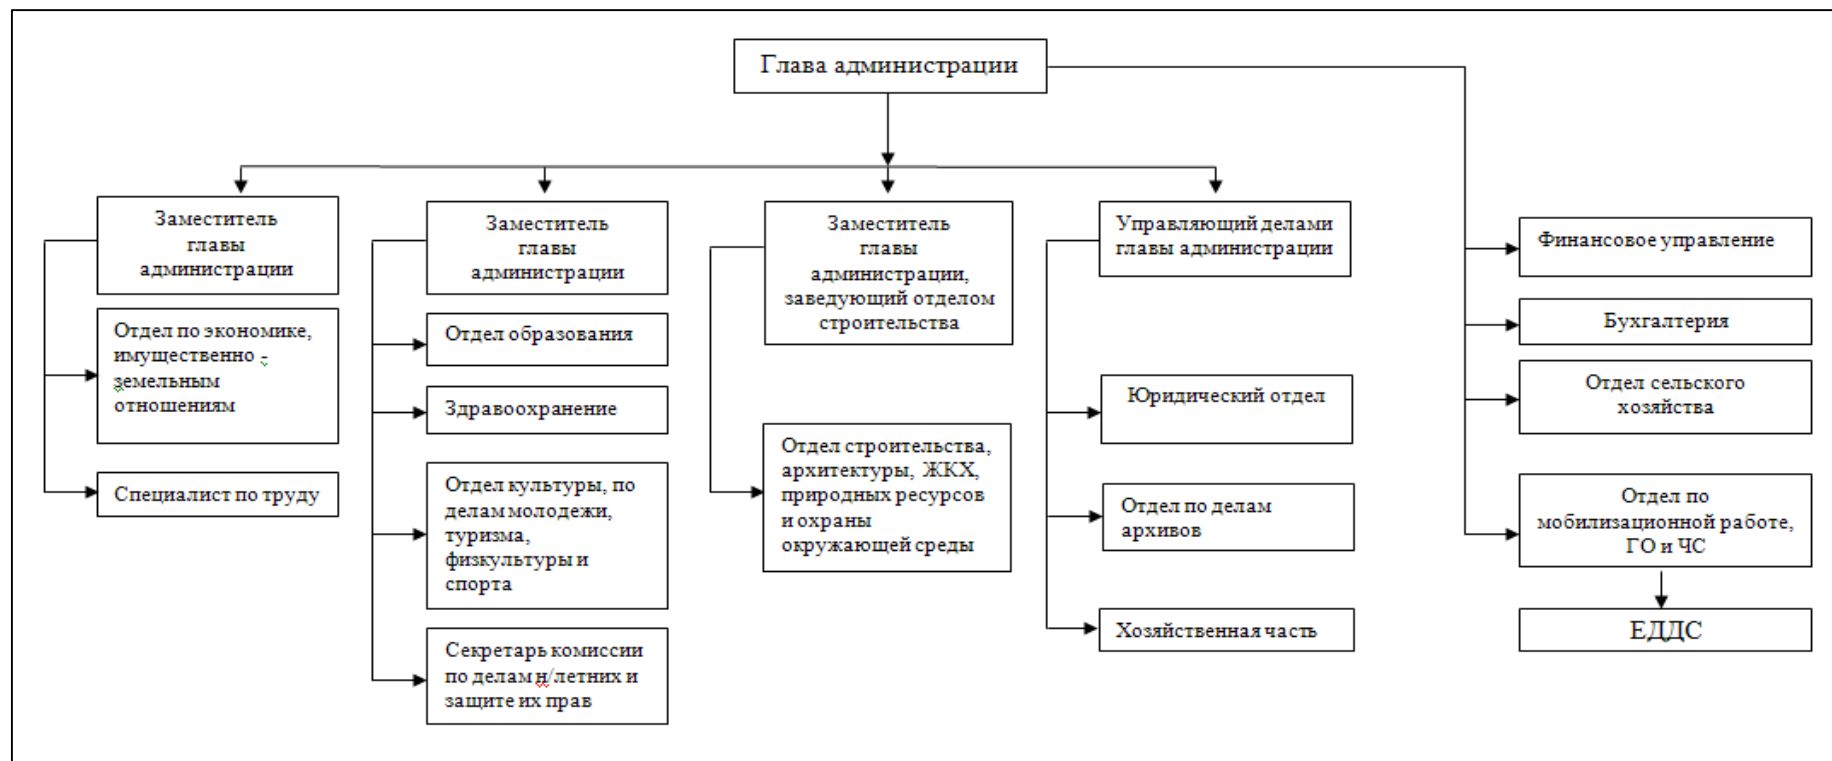 Глава администрации
Заместитель
главы
администрации
Отдел по экономике,
имущественно -
земельным
отношениям
Специалист по труду
Заместитель
главы
администрации
Отдел образования
Здравоохранение
Отдел культуры, по
делам молодежи,
туризма,
физкультуры и
спорта
Секретарь комиссии
по делам н/летних и
защите их прав
Заместитель
главы
администрации,
заведующий отделом
строительства
Отдел строительства,
архитектуры, ЖКХ,
природных ресурсов
и охраны
окружающей среды
Управляющий делами
главы администрации
Юридический отдел
Отдел по делам
архивов
Хозяйственная часть
Финансовое управление
Бухгалтерия
Отдел сельского
хозяйства
Отдел по
мобилизационной работе,
ГО и ЧС
ЕДДС